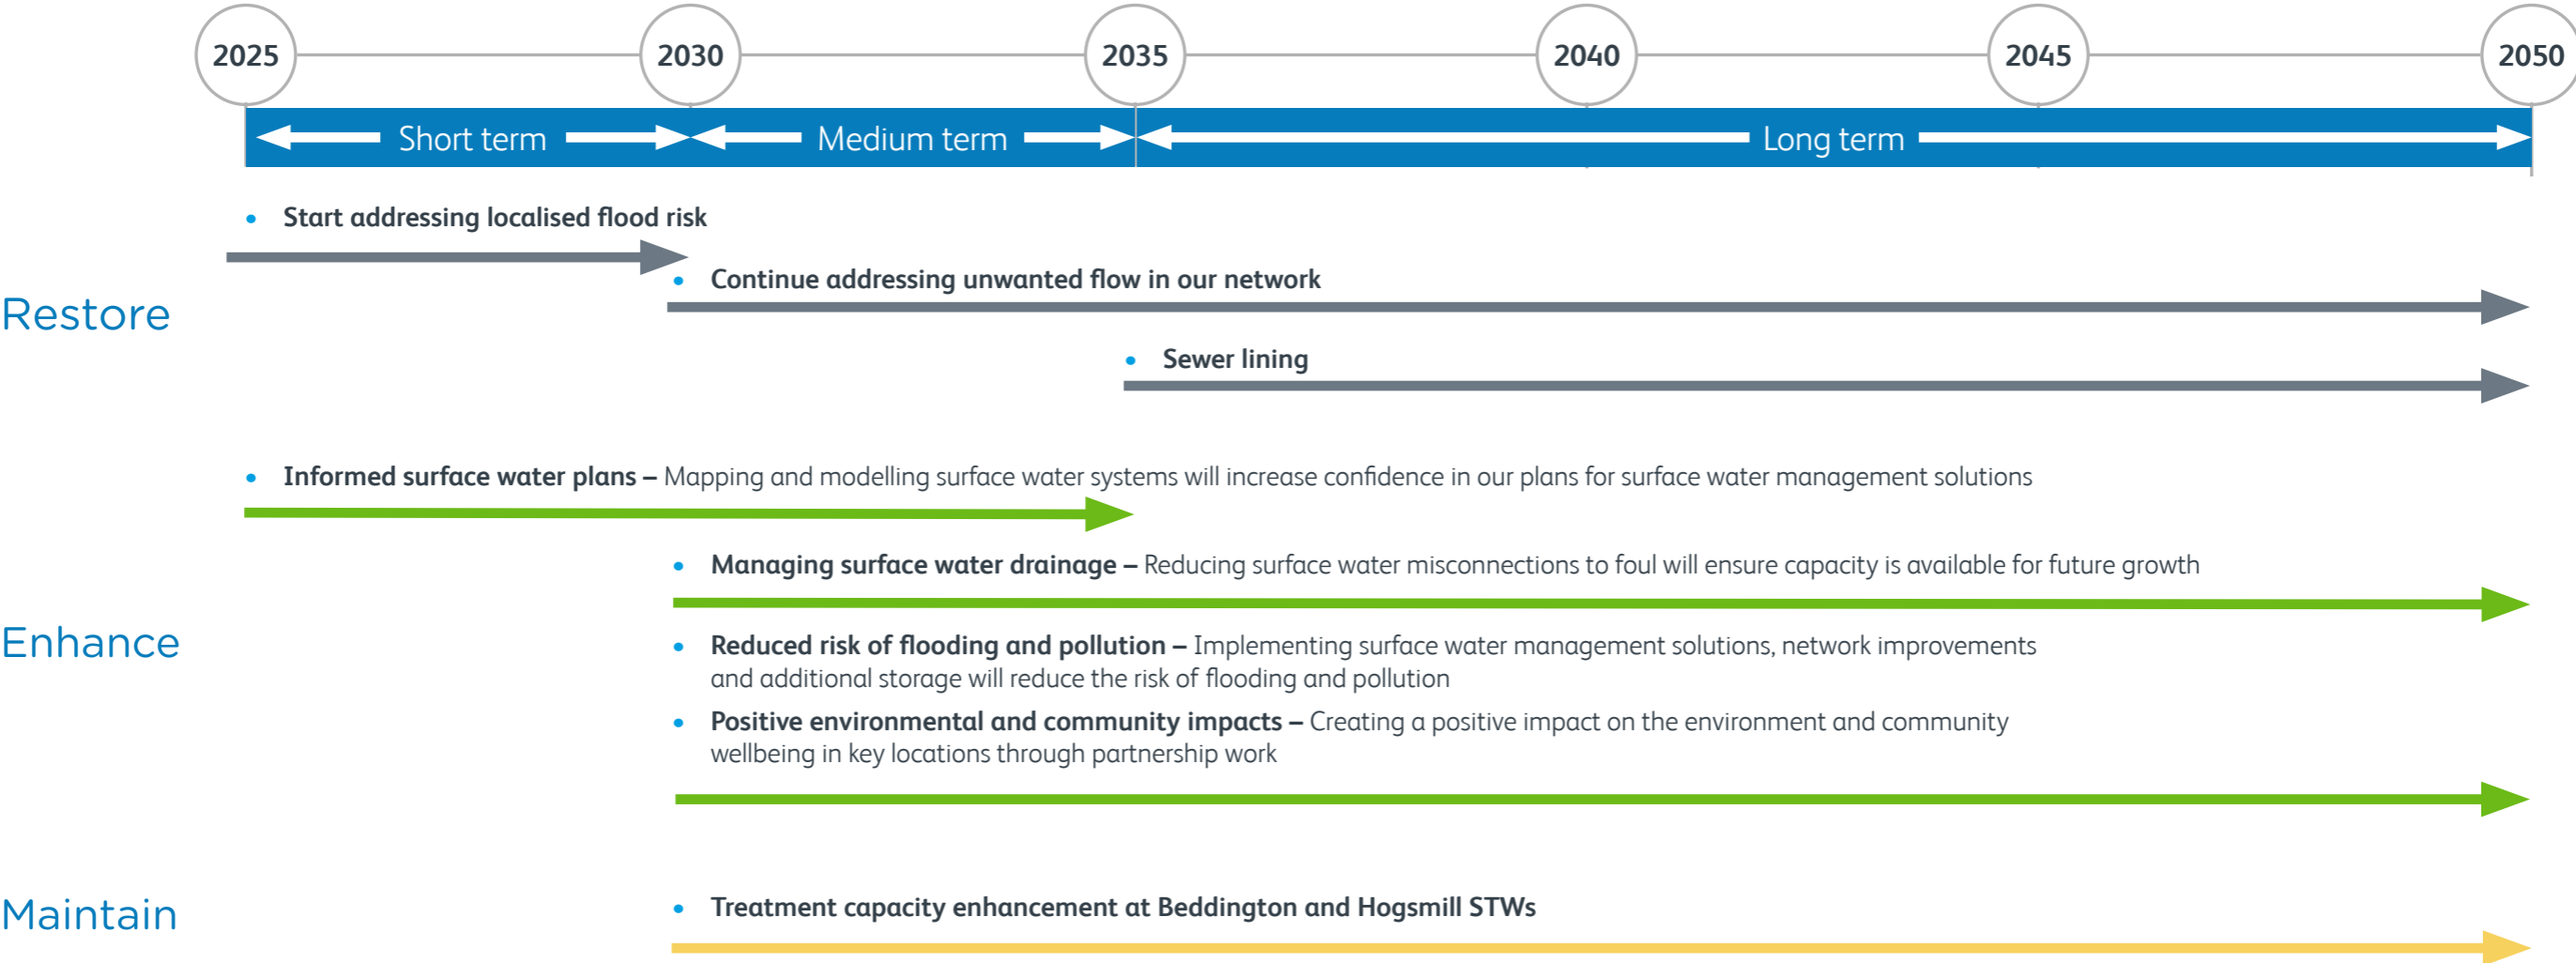 2025 2030 2035 2040 2045 2050
Short term Medium term Long term
Restore
• Start addressing localised flood risk
• Continue addressing unwanted flow in our network
• Sewer lining
Enhance
• Informed surface water plans – Mapping and modelling surface water systems will increase confidence in our plans for surface water management solutions
• Managing surface water drainage – Reducing surface water misconnections to foul will ensure capacity is available for future growth
• Reduced risk of flooding and pollution – Implementing surface water management solutions, network improvements
and additional storage will reduce the risk of flooding and pollution
• Positive environmental and community impacts – Creating a positive impact on the environment and community
wellbeing in key locations through partnership work
Maintain
• Treatment capacity enhancement at Beddington and Hogsmill STWs